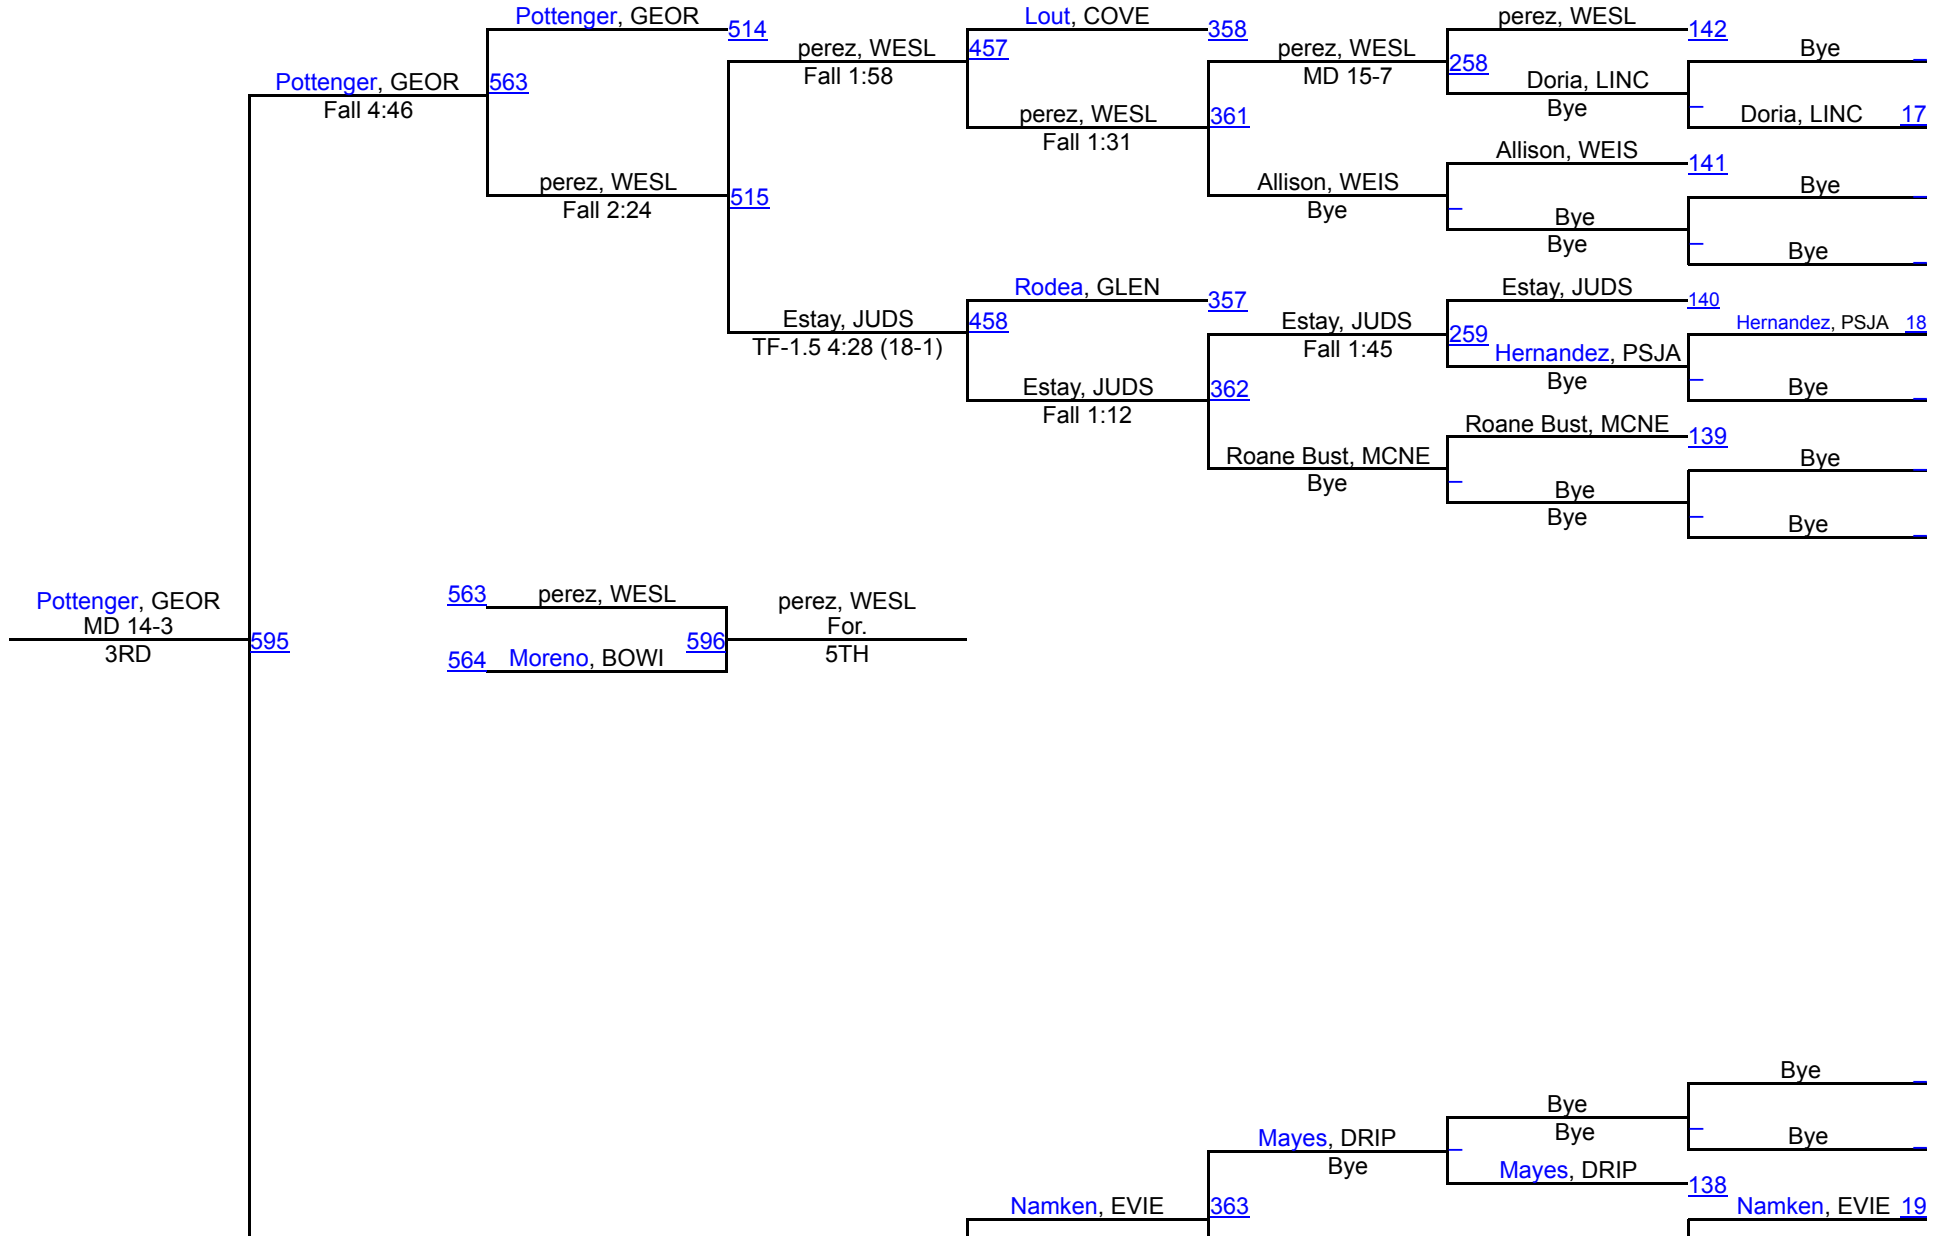 Pottenger, GEOR
514
Lout, COVE
358
perez, WESL
142
perez, WESL
457
Fall 1:58
perez, WESL
MD 15-7
258
Bye
Pottenger, GEOR
563
Fall 4:46
Doria, LINC
Bye
perez, WESL
361
Fall 1:31
Doria, LINC 17
Allison, WEIS
141
perez, WESL
515
Fall 2:24
Allison, WEIS
Bye
Bye
Bye
Bye
Bye
Rodea, GLEN
357
Estay, JUDS
140
Estay, JUDS
458
TF-1.5 4:28 (18-1)
Estay, JUDS
259
Fall 1:45
Hernandez, PSJA 18
Hernandez, PSJA
Bye
Estay, JUDS
362
Fall 1:12
Bye
Roane Bust, MCNE
139
Roane Bust, MCNE
Bye
Bye
Bye
Bye
Bye
Pottenger, GEOR
MD 14-3
595
3RD
563 perez, WESL
596
564 Moreno, BOWI
perez, WESL
For.
5TH
Bye
Bye
Bye
Mayes, DRIP
Bye
Bye
Mayes, DRIP
138
Namken, EVIE
363
Namken, EVIE 19